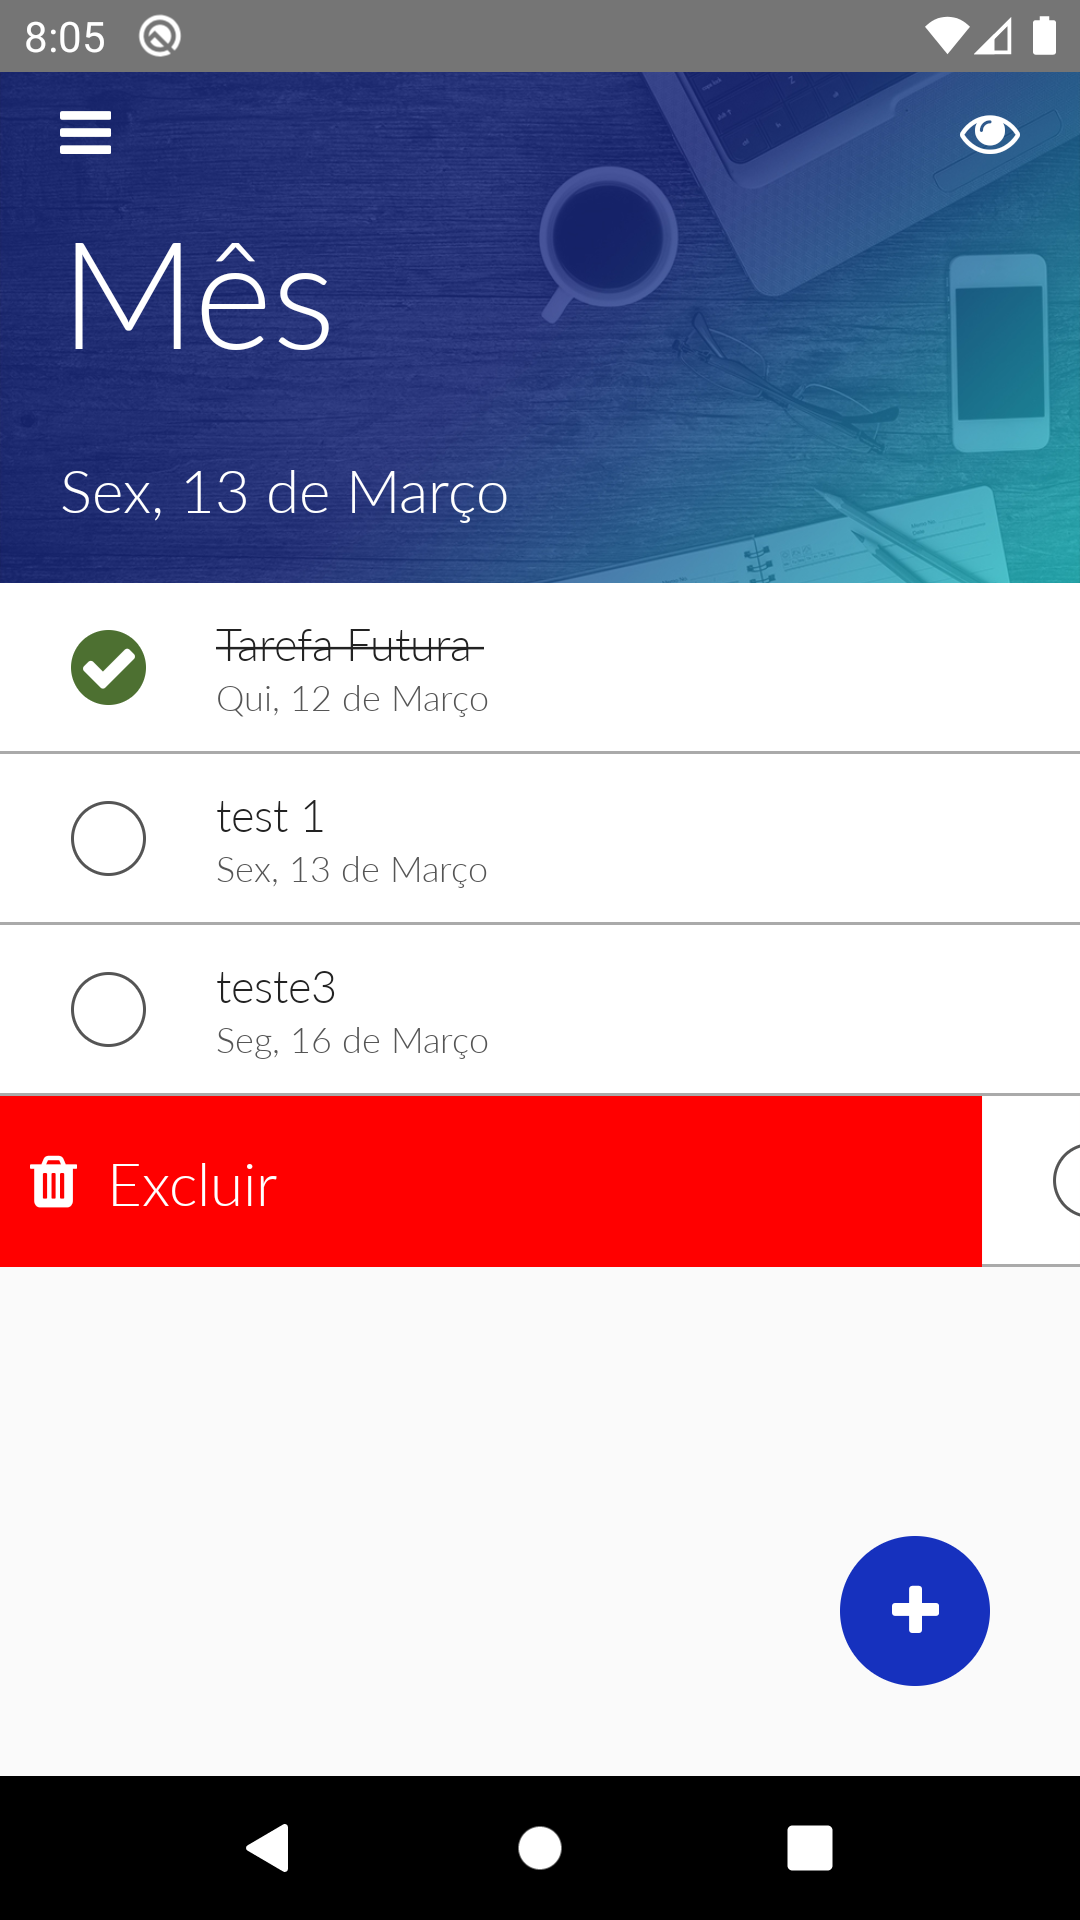 8:05
Mês
Sex, 13 de Março
Tarefa Futura
Qui, 12 de Março
test 1
Sex, 13 de Março
teste3
Seg, 16 de Março
Excluir